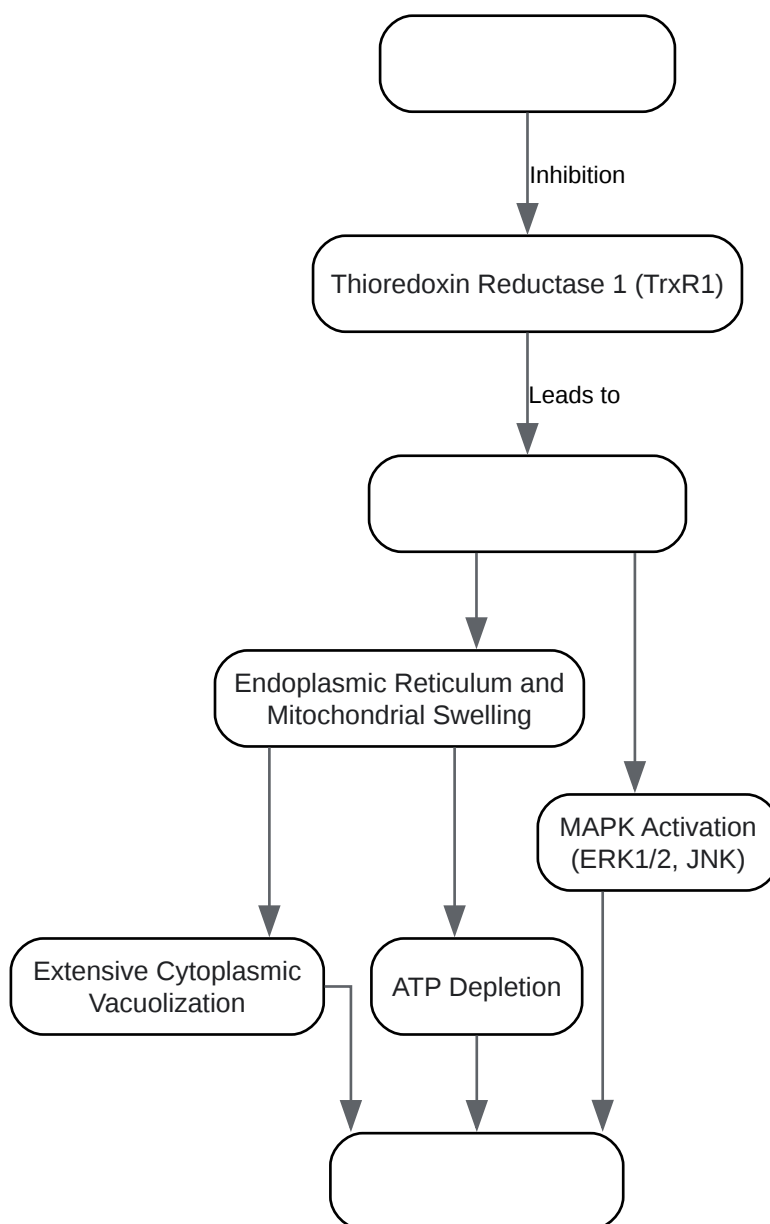 Inhibition
Thioredoxin Reductase 1 (TrxR1)
Leads to
Endoplasmic Reticulum and
Mitochondrial Swelling
MAPK Activation
(ERK1/2, JNK)
Extensive Cytoplasmic
Vacuolization
ATP Depletion